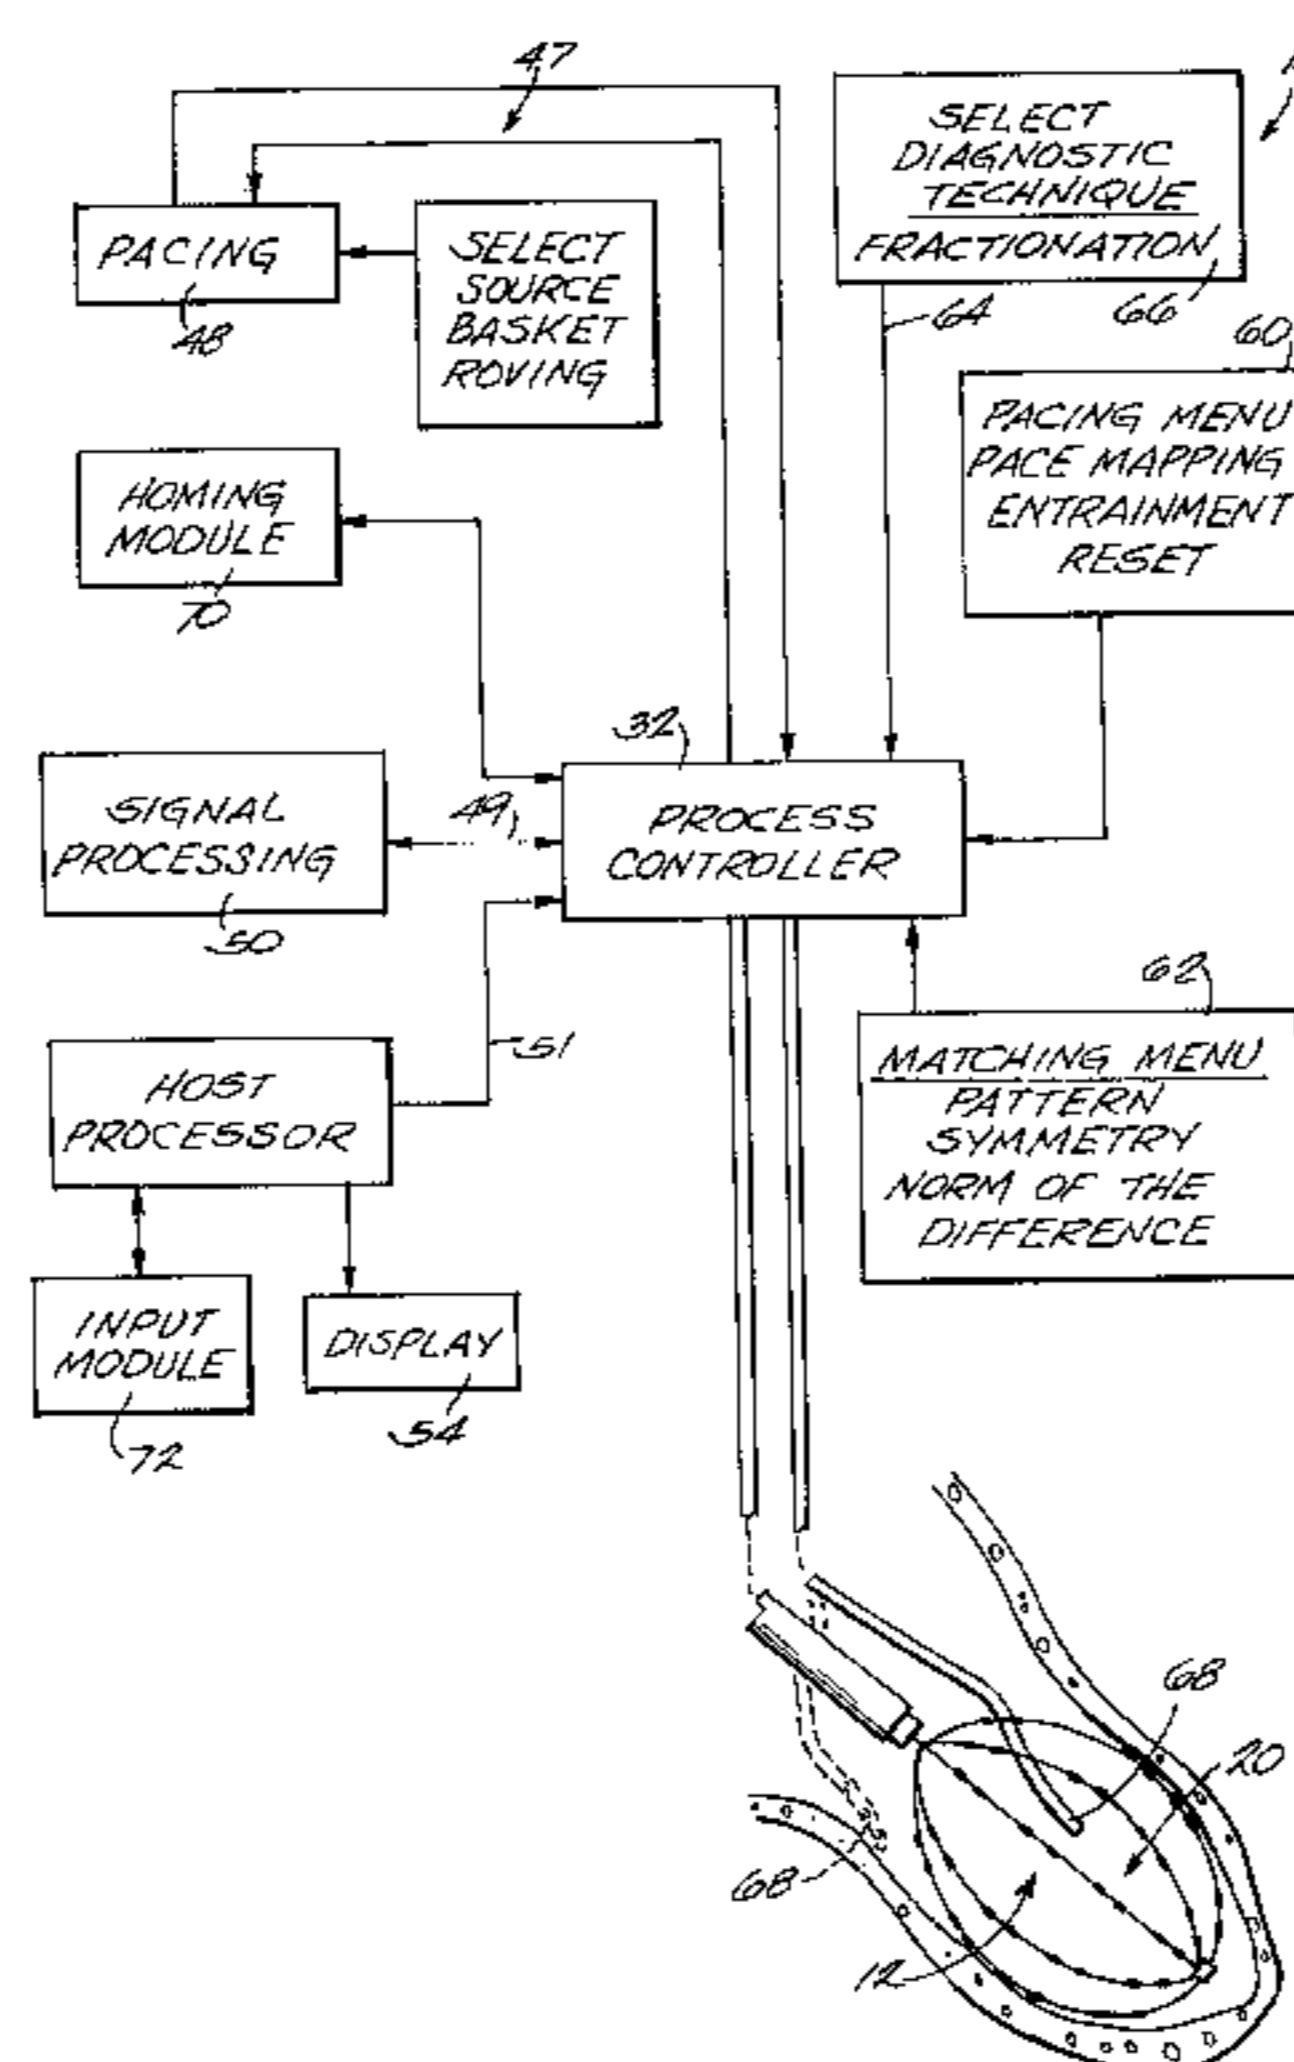 47
SELECT
DIAGNOSTIC
TECHNIQUE
FRACTIONATION
66
64
PACING
48
SELECT
SOURCE
BASKET
ROVING
60
PACING MENU
PACE MAPPING
ENTRAINMENT
RESET
HOMING
MODULE
70
32
PROCESS
CONTROLLER
49
SIGNAL
PROCESSING
50
51
HOST
PROCESSOR
62
MATCHING MENU
PATTERN
SYMMETRY
NORM OF THE
DIFFERENCE
INPUT
MODULE
72
DISPLAY
54
68
20
68
12